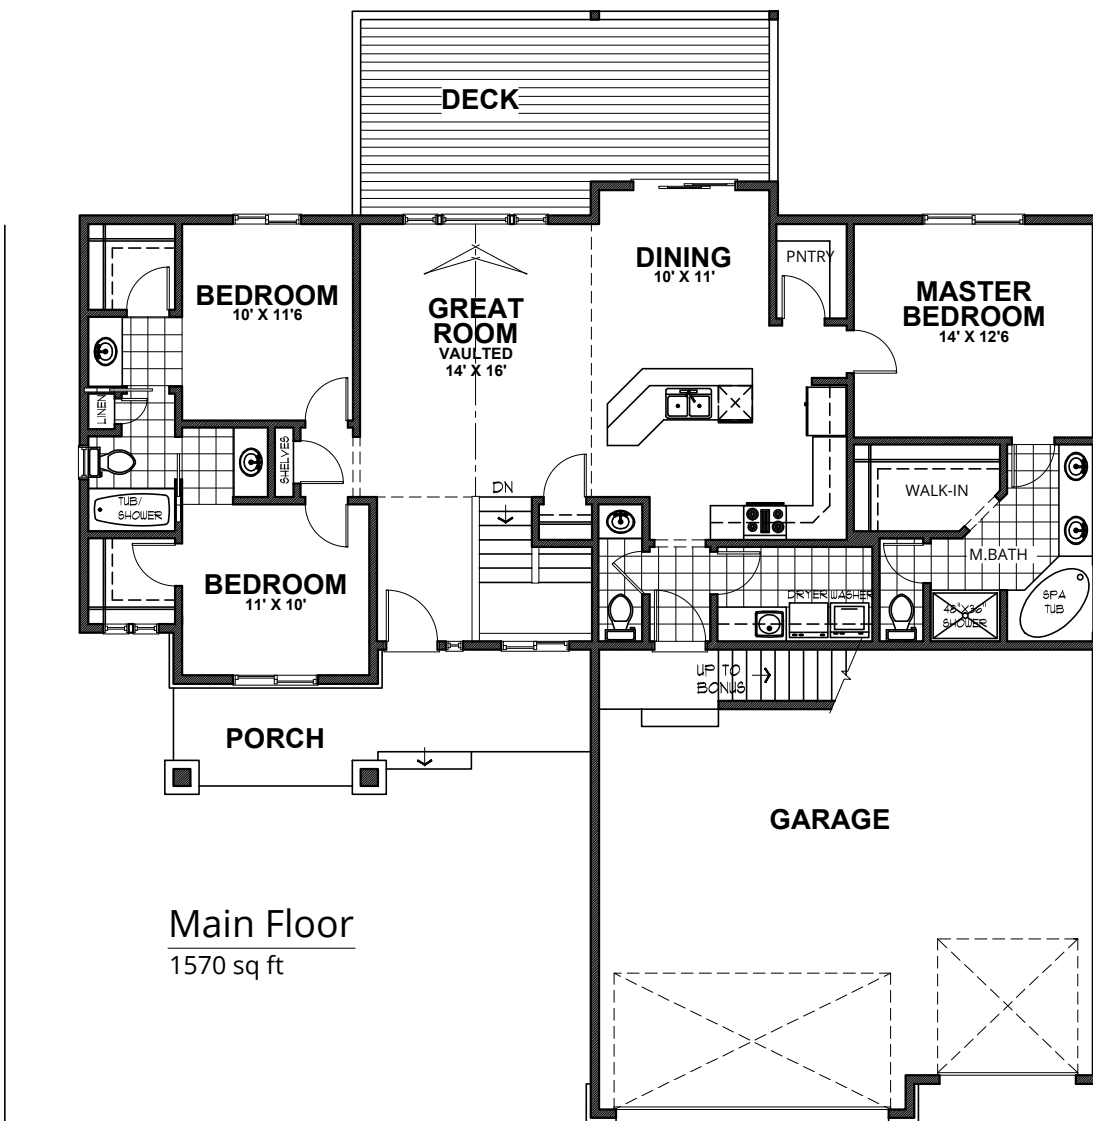 DECK
DINING
10' X 11'
PNTRY
BEDROOM
10' X 11'6
GREAT
ROOM
VAULTED
14' X 16'
MASTER
BEDROOM
14' X 12'6
LINEN
SHELVES
DN
WALK-IN
TUB/
SHOWER
M.BATH
BEDROOM
11' X 10'
DRYER
WASHER
48"X36"
SHOWER
SPA
TUB
UP TO
BONUS
PORCH
GARAGE
Main Floor
1570 sq ft